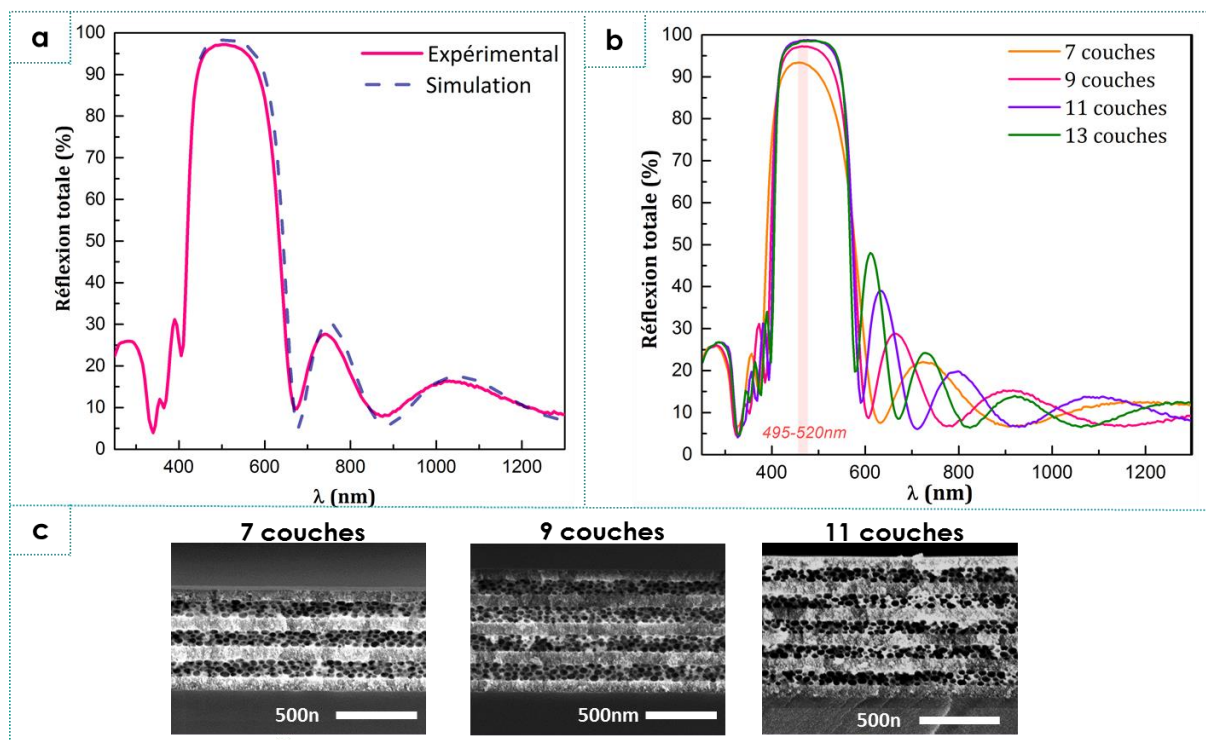 a
Réflexion totale (%)
100
90
80
70
60
50
40
30
20
10
0
Expérimental
Simulation
400
600
800
1000
1200
λ (nm)
b
Réflexion totale (%)
100
90
80
70
60
50
40
30
20
10
0
7 couches
9 couches
11 couches
13 couches
495-520nm
400
600
800
1000
1200
λ (nm)
c
7 couches
9 couches
11 couches
500n
500nm
500n